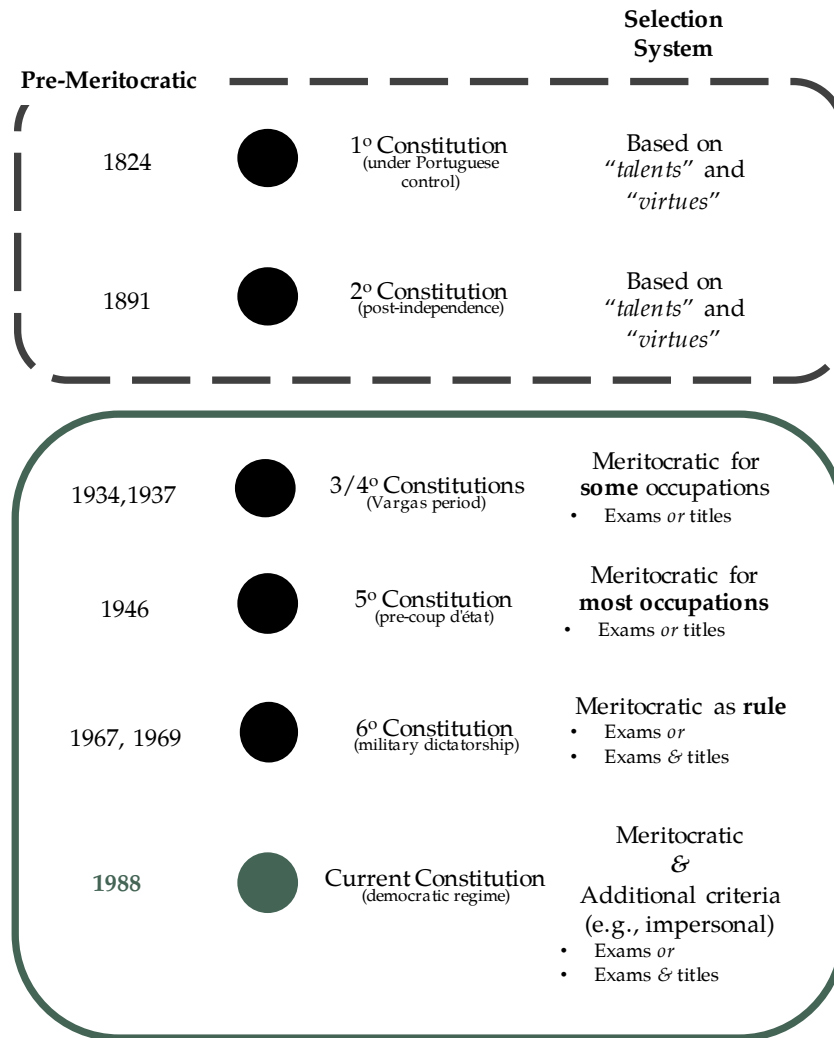 Selection
System
Pre-Meritocratic
1824
1º Constitution
(under Portuguese
control)
Based on
“talents” and
“virtues”
1891
2º Constitution
(post-independence)
Based on
“talents” and
“virtues”
1934,1937
3/4º Constitutions
(Vargas period)
Meritocratic for
some occupations
• Exams or titles
1946
5º Constitution
(pre-coup d'état)
Meritocratic for
most occupations
• Exams or titles
1967, 1969
6º Constitution
(military dictatorship)
Meritocratic as rule
• Exams or
• Exams & titles
1988
Current Constitution
(democratic regime)
Meritocratic
&
Additional criteria
(e.g., impersonal)
• Exams or
• Exams & titles